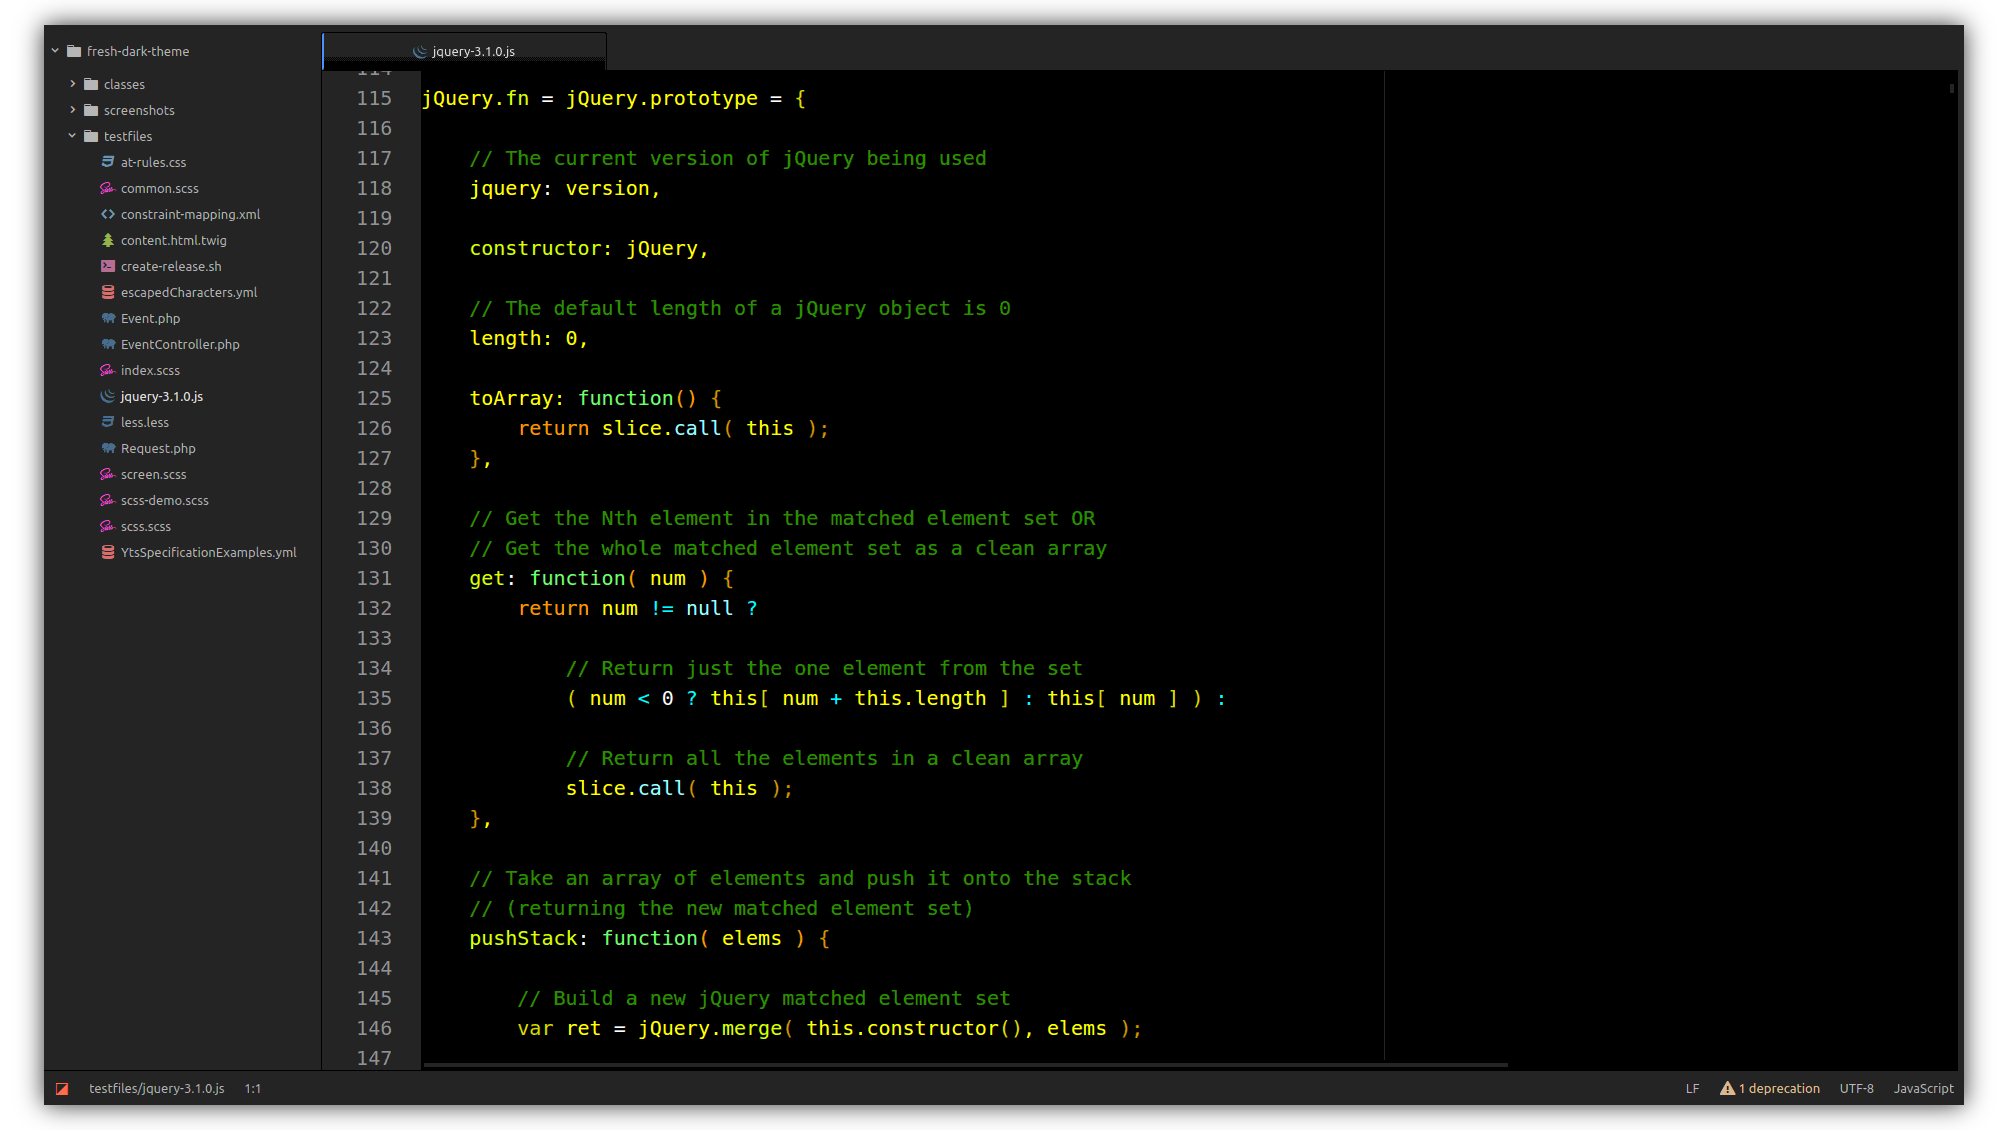 fresh-dark-theme
classes
screenshots
testfiles
at-rules.css
common.scss
constraint-mapping.xml
content.html.twig
create-release.sh
escapedCharacters.yml
Event.php
EventController.php
index.scss
jquery-3.1.0.js
less.less
Request.php
screen.scss
scss-demo.scss
scss.scss
YtsSpecificationExamples.yml
jquery-3.1.0.js
114
115 jQuery.fn = jQuery.prototype = {
116
117     // The current version of jQuery being used
118     jquery: version,
119
120     constructor: jQuery,
121
122     // The default length of a jQuery object is 0
123     length: 0,
124
125     toArray: function() {
126         return slice.call( this );
127     },
128
129     // Get the Nth element in the matched element set OR
130     // Get the whole matched element set as a clean array
131     get: function( num ) {
132         return num != null ?
133
134             // Return just the one element from the set
135             ( num < 0 ? this[ num + this.length ] : this[ num ] ) :
136
137             // Return all the elements in a clean array
138             slice.call( this );
139     },
140
141     // Take an array of elements and push it onto the stack
142     // (returning the new matched element set)
143     pushStack: function( elems ) {
144
145         // Build a new jQuery matched element set
146         var ret = jQuery.merge( this.constructor(), elems );
147
testfiles/jquery-3.1.0.js 1:1 LF 1 deprecation UTF-8 JavaScript